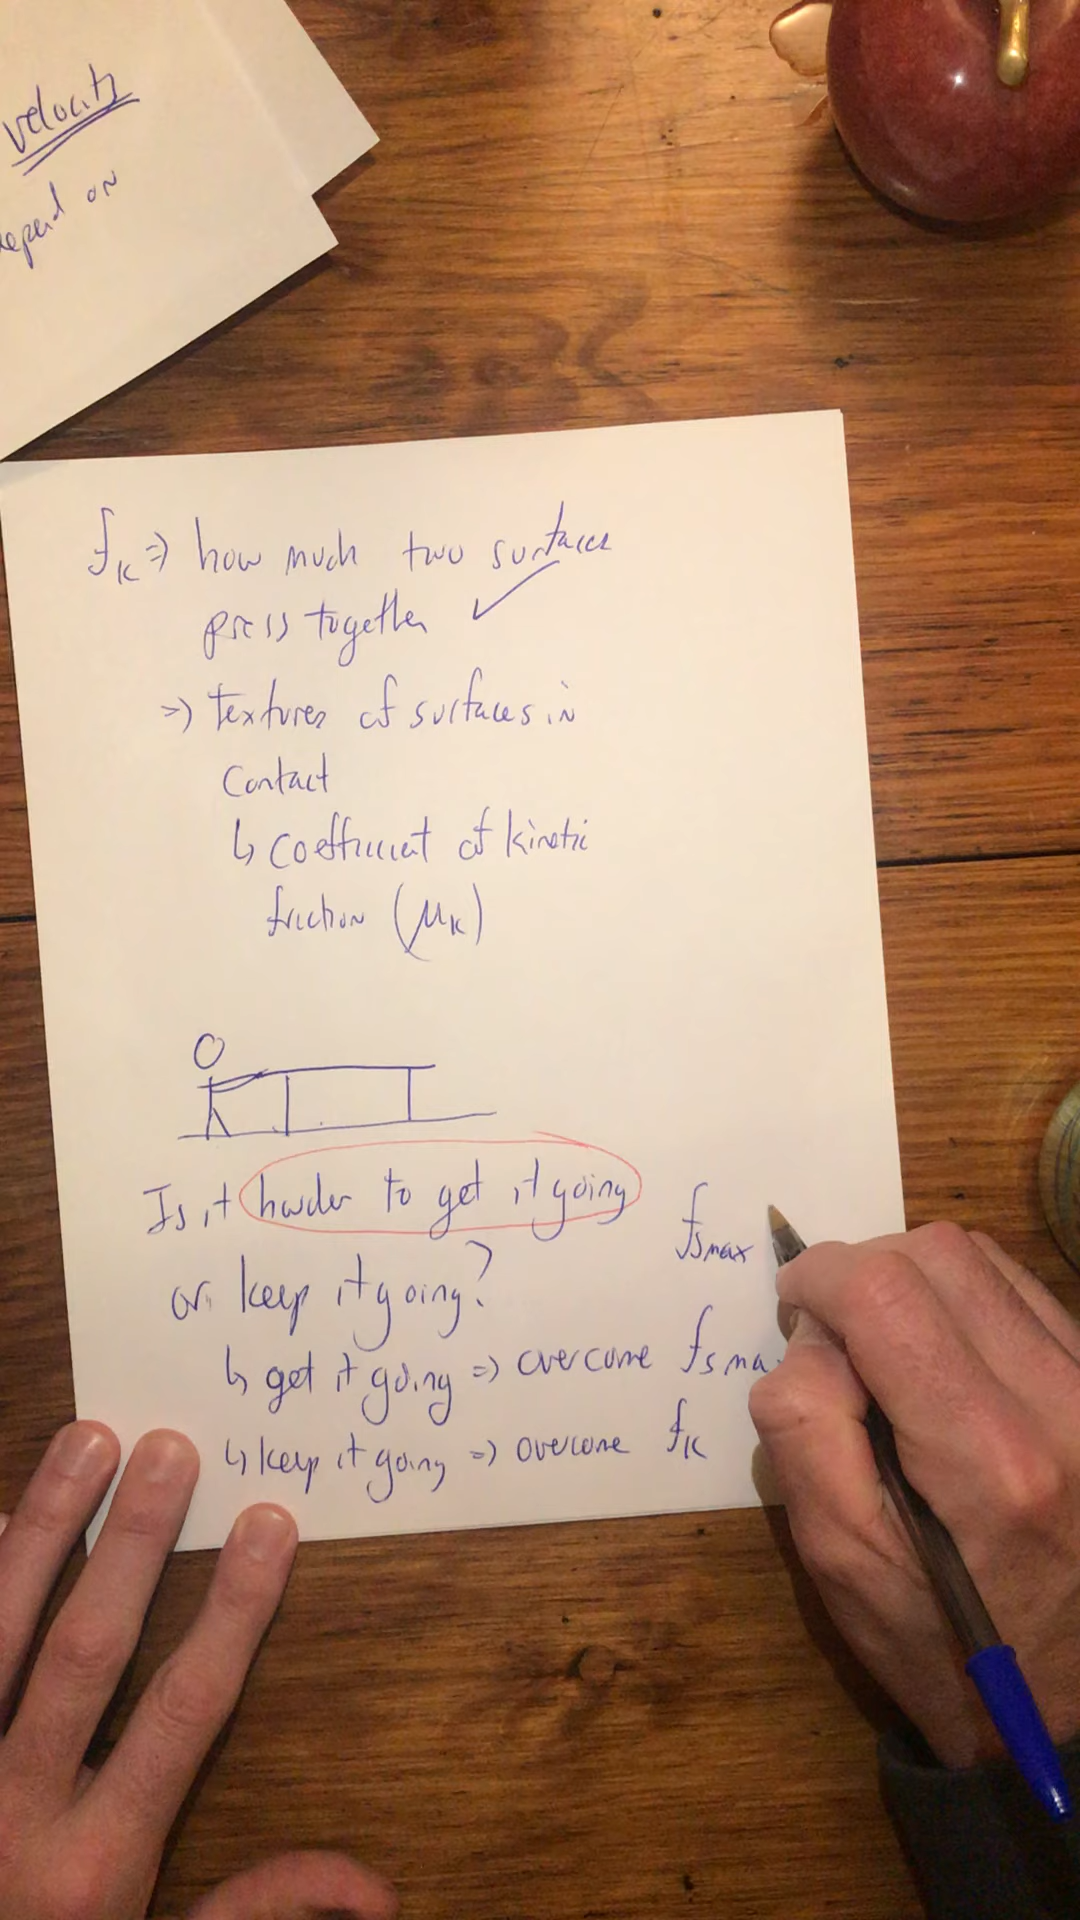 velocity
depend on
fk => how much two surfaces
press together ✓
=> textures of surfaces in
contact
↳ coefficient of kinetic
friction (μk)
Is it harder to get it going
fsmax
or keep it going?
↳ get it going => overcome fsma
↳ keep it going => overcome fk